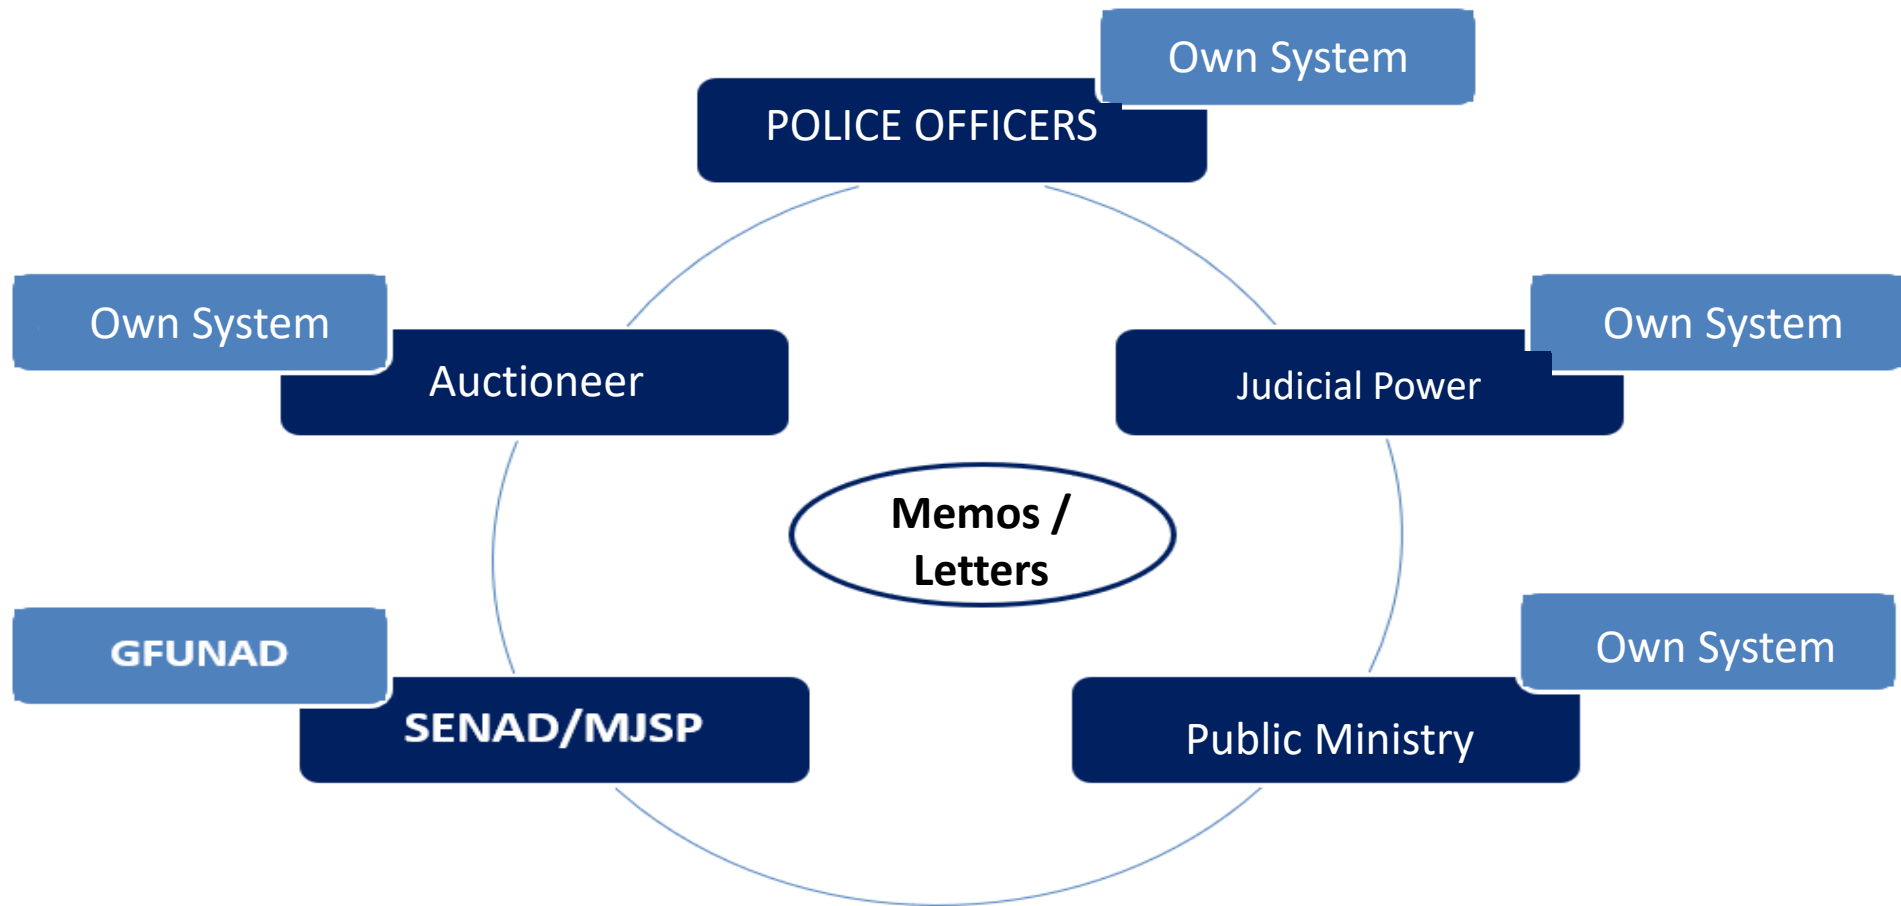 Own System
POLICE OFFICERS
Own System
Auctioneer
Own System
Judicial Power
Memos /
Letters
GFUNAD
SENAD/MJSP
Own System
Public Ministry